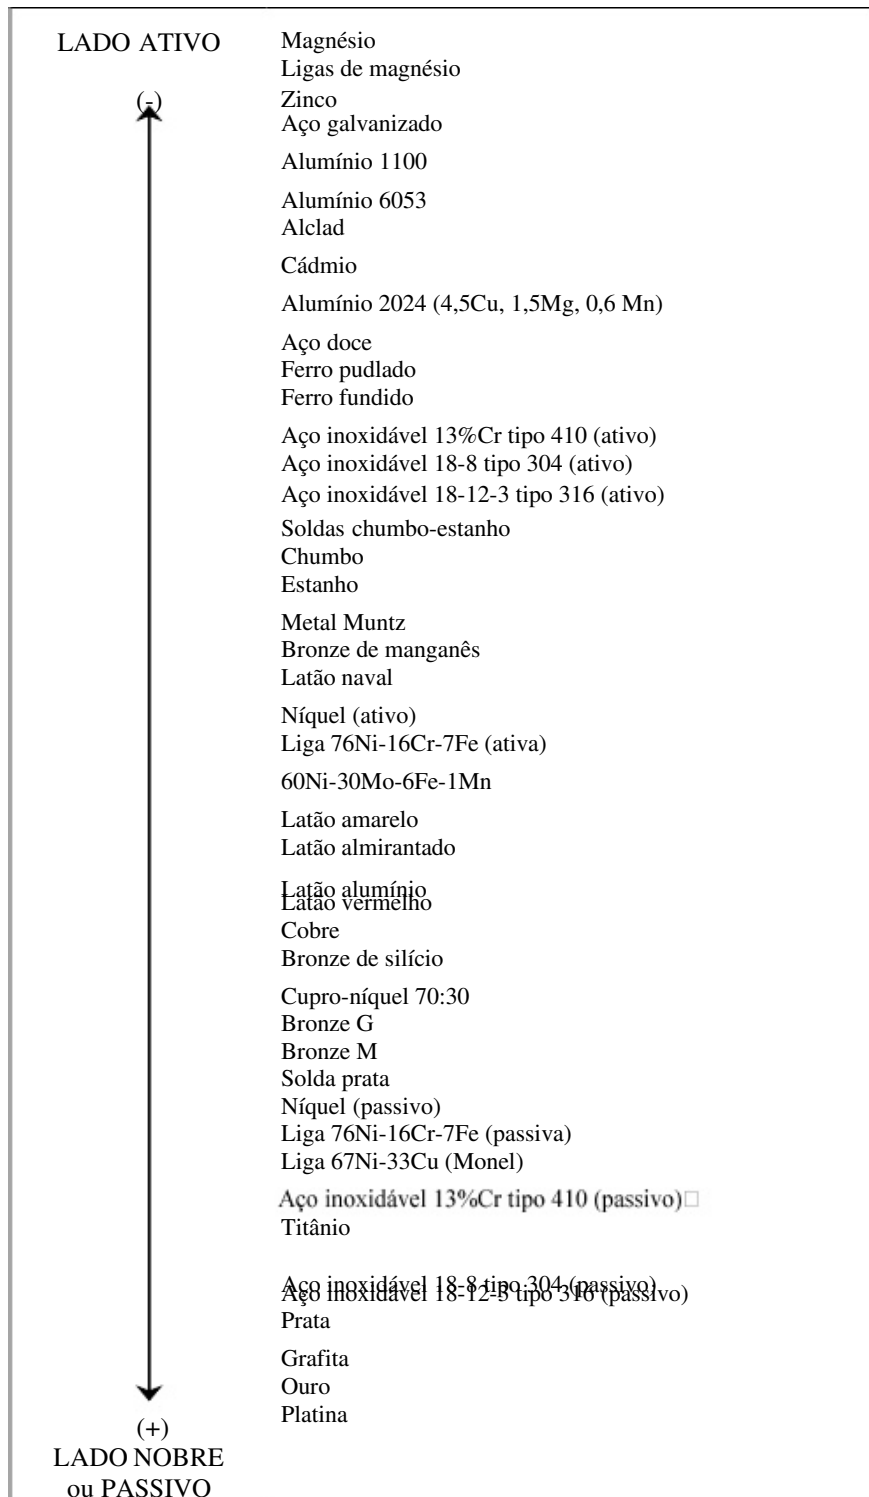 LADO ATIVO
(-)
Magnésio
Ligas de magnésio
Zinco
Aço galvanizado
Alumínio 1100
Alumínio 6053
Alclad
Cádmio
Alumínio 2024 (4,5Cu, 1,5Mg, 0,6 Mn)
Aço doce
Ferro pudlado
Ferro fundido
Aço inoxidável 13%Cr tipo 410 (ativo)
Aço inoxidável 18-8 tipo 304 (ativo)
Aço inoxidável 18-12-3 tipo 316 (ativo)
Soldas chumbo-estanho
Chumbo
Estanho
Metal Muntz
Bronze de manganês
Latão naval
Níquel (ativo)
Liga 76Ni-16Cr-7Fe (ativa)
60Ni-30Mo-6Fe-1Mn
Latão amarelo
Latão almirantado
Latão alumínio
Latão vermelho
Cobre
Bronze de silício
Cupro-níquel 70:30
Bronze G
Bronze M
Solda prata
Níquel (passivo)
Liga 76Ni-16Cr-7Fe (passiva)
Liga 67Ni-33Cu (Monel)
Aço inoxidável 13%Cr tipo 410 (passivo)
Titânio
Aço inoxidável 18-8 tipo 304 (passivo)
Aço inoxidável 18-12-3 tipo 316 (passivo)
Prata
Grafita
Ouro
Platina
(+)
LADO NOBRE
ou PASSIVO